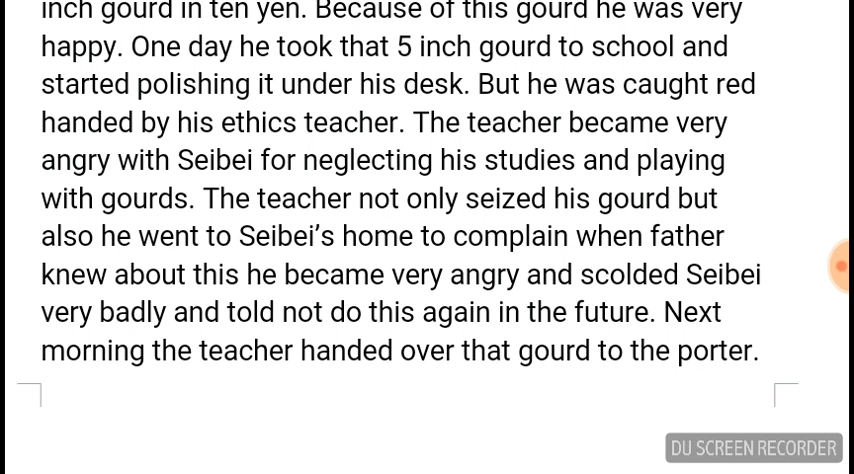 inch gourd in ten yen. Because of this gourd he was very
happy. One day he took that 5 inch gourd to school and
started polishing it under his desk. But he was caught red
handed by his ethics teacher. The teacher became very
angry with Seibei for neglecting his studies and playing
with gourds. The teacher not only seized his gourd but
also he went to Seibei’s home to complain when father
knew about this he became very angry and scolded Seibei
very badly and told not do this again in the future. Next
morning the teacher handed over that gourd to the porter.
DU SCREEN RECORDER